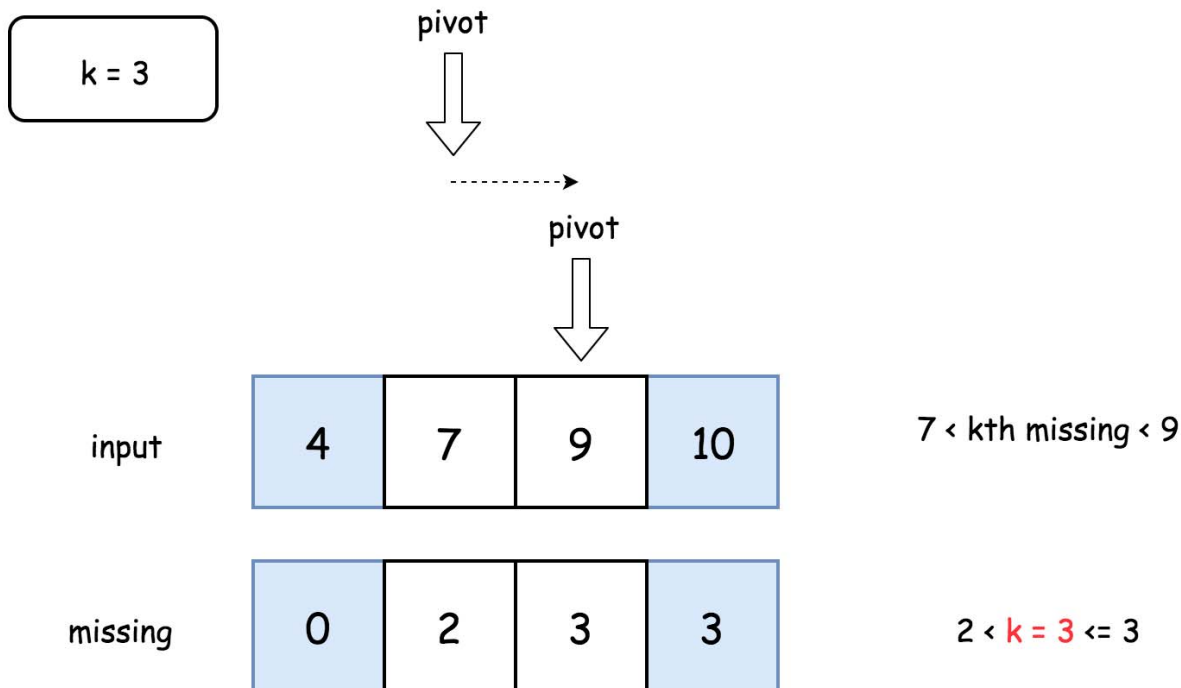 pivot
k = 3
pivot
input 4 7 9 10 7 < kth missing < 9
missing 0 2 3 3 2 < k = 3 <= 3